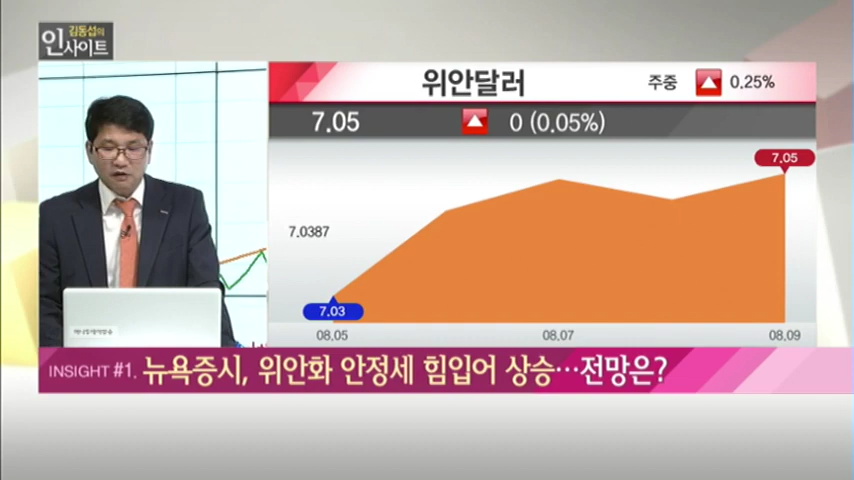 김동섭의
인사이트
위안달러
주중 0.25%
7.05 0 (0.05%)
7.05
7.0387
7.03
08.05 08.07 08.09
INSIGHT #1. 뉴욕증시, 위안화 안정세 힘입어 상승…전망은?